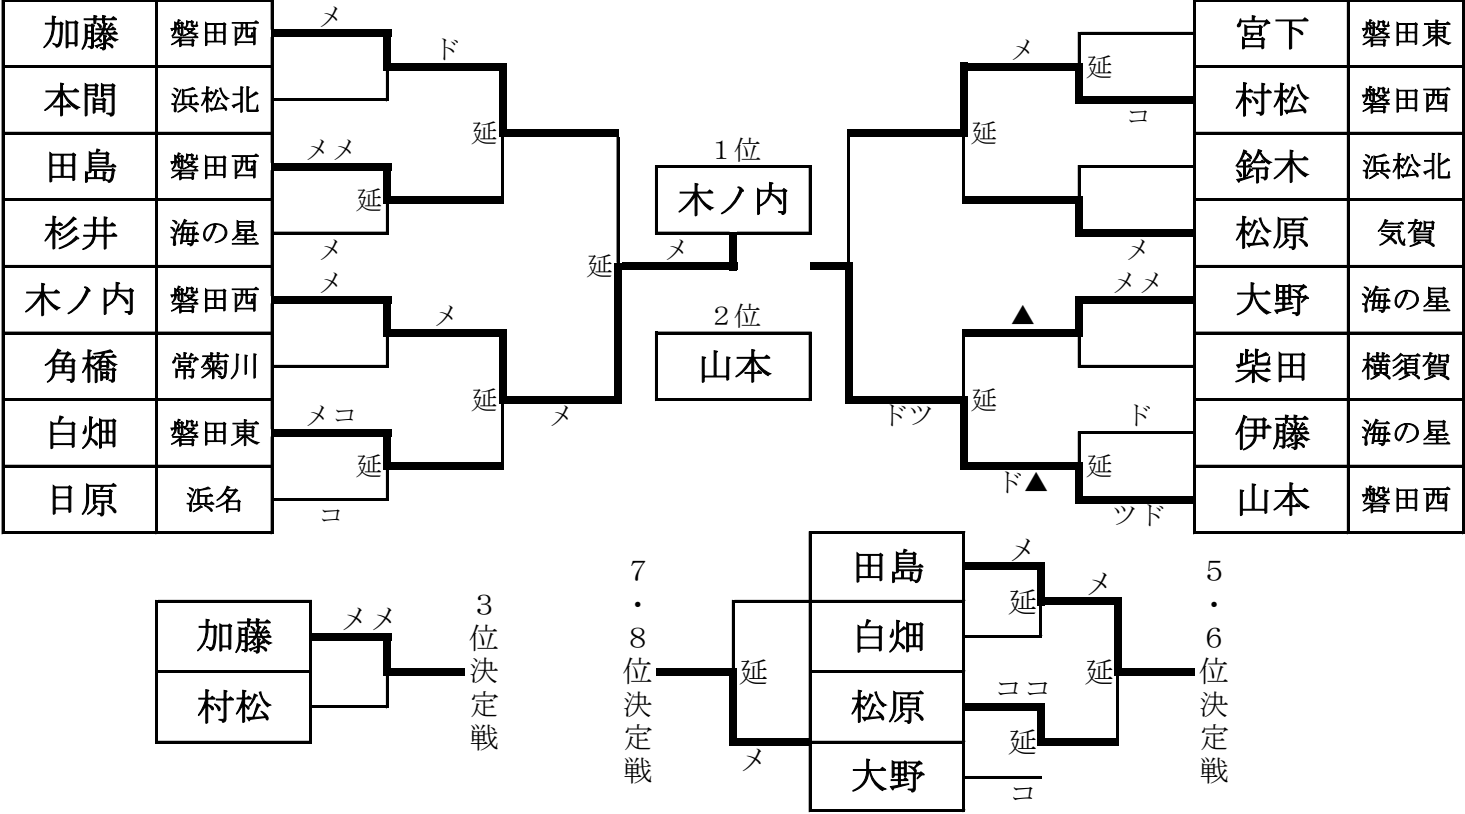 加藤 磐田西
本間 浜松北
田島 磐田西
杉井 海の星
木ノ内 磐田西
角橋 常菊川
白畑 磐田東
日原 浜名
メ
ド
延
メメ
延
メ
延
メ
メ
延
メ
メコ
延
コ
メ
1位
木ノ内
2位
山本
宮下 磐田東
村松 磐田西
鈴木 浜松北
松原 気賀
大野 海の星
柴田 横須賀
伊藤 海の星
山本 磐田西
メ
延
コ
延
メ
メメ
▲
延
ドツ
ド
延
ド▲
ツド
加藤
村松
メメ
3位決定戦
7・8位決定戦
延
メ
田島
白畑
松原
大野
メ
延
メ
延
ココ
延
コ
5・6位決定戦